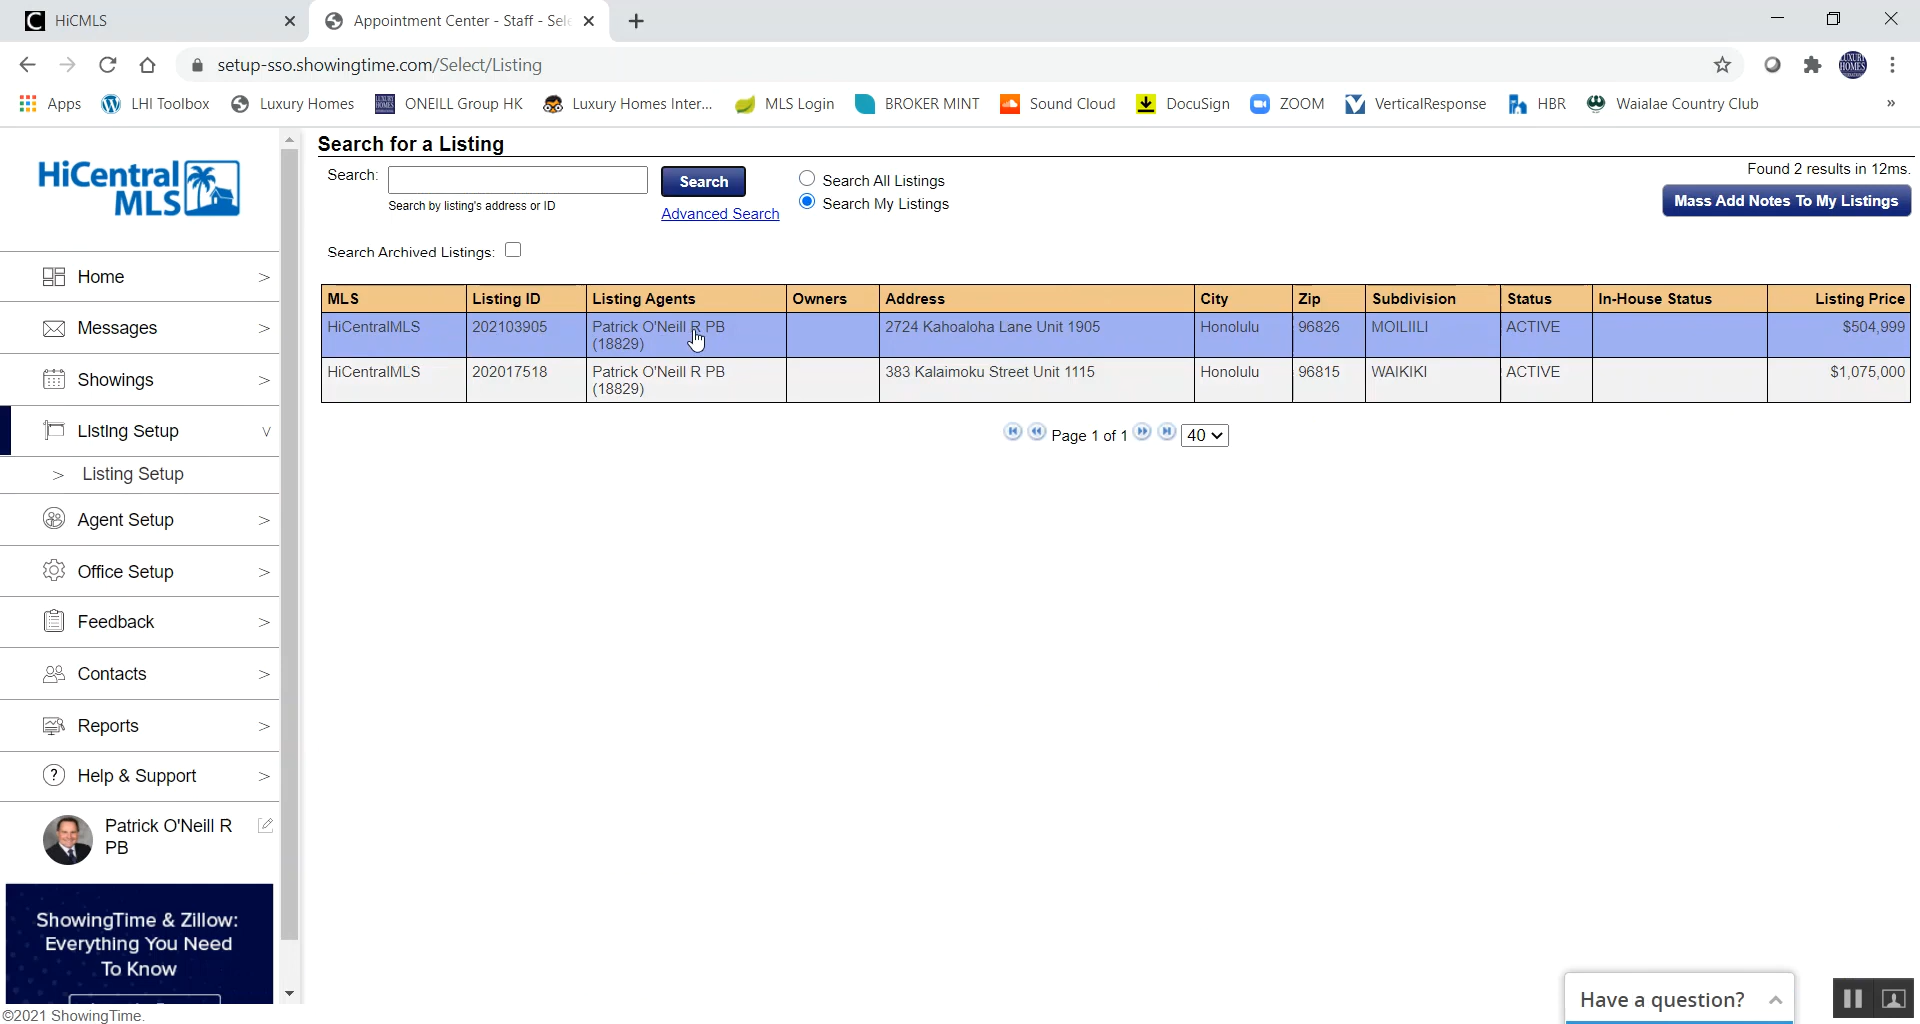 HiCMLS
Appointment Center - Staff - Sele
setup-sso.showingtime.com/Select/Listing
Apps LHI Toolbox Luxury Homes ONEILL Group HK Luxury Homes Inter... MLS Login BROKER MINT Sound Cloud DocuSign ZOOM VerticalResponse HBR Waialae Country Club »
HiCentral
MLS
Home >
Messages >
Showings >
Listing Setup v
> Listing Setup
Agent Setup >
Office Setup >
Feedback >
Contacts >
Reports >
Help & Support >
Patrick O'Neill R
PB
ShowingTime & Zillow:
Everything You Need
To Know
©2021 ShowingTime.
Search for a Listing
Found 2 results in 12ms.
Search: Search Search All Listings
Search by listing's address or ID
Advanced Search Search My Listings
Mass Add Notes To My Listings
Search Archived Listings:
MLS Listing ID Listing Agents Owners Address City Zip Subdivision Status In-House Status Listing Price
HiCentralMLS 202103905 Patrick O'Neill R PB 2724 Kahoaloha Lane Unit 1905 Honolulu 96826 MOILIILI ACTIVE $504,999
(18829)
HiCentralMLS 202017518 Patrick O'Neill R PB 383 Kalaimoku Street Unit 1115 Honolulu 96815 WAIKIKI ACTIVE $1,075,000
(18829)
Page 1 of 1 40
Have a question?